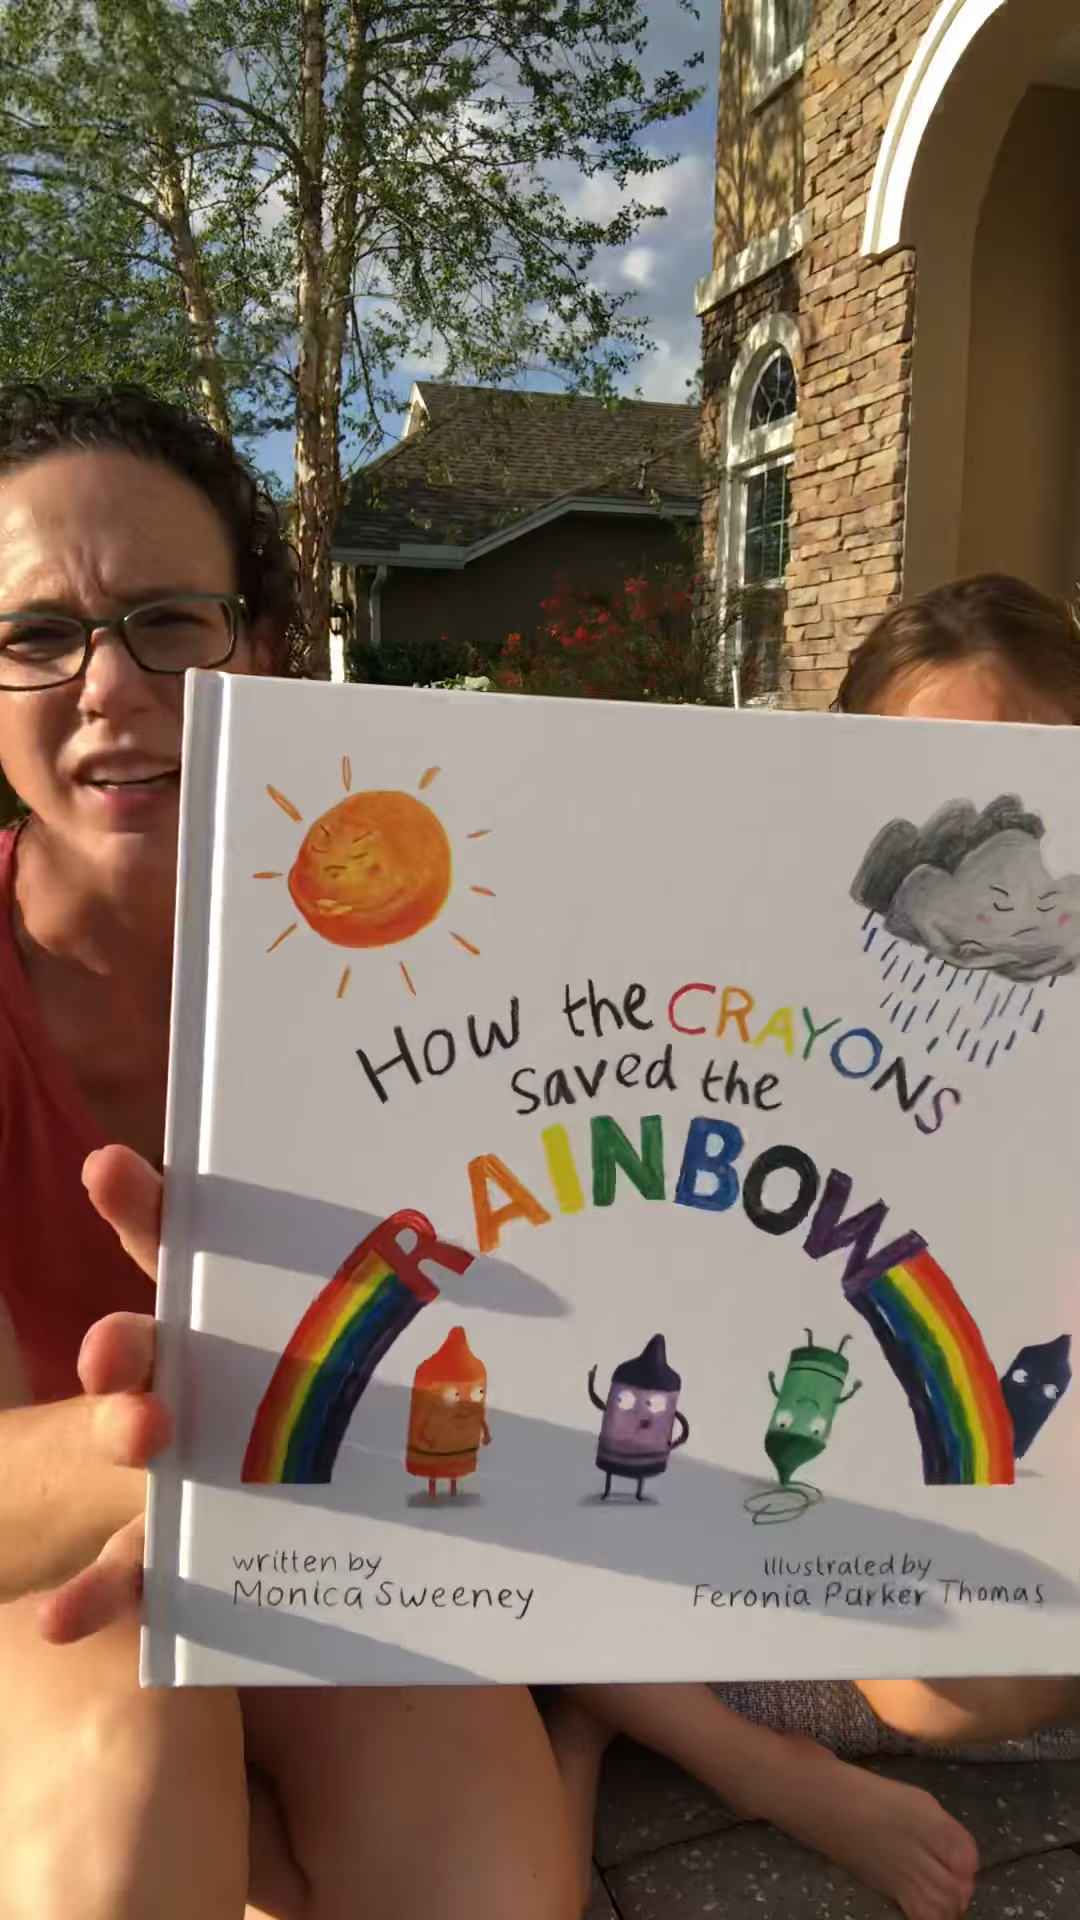 How the CRAYONS
saved the
RAINBOW
written by
Monica Sweeney
Illustrated by
Feronia Parker Thomas